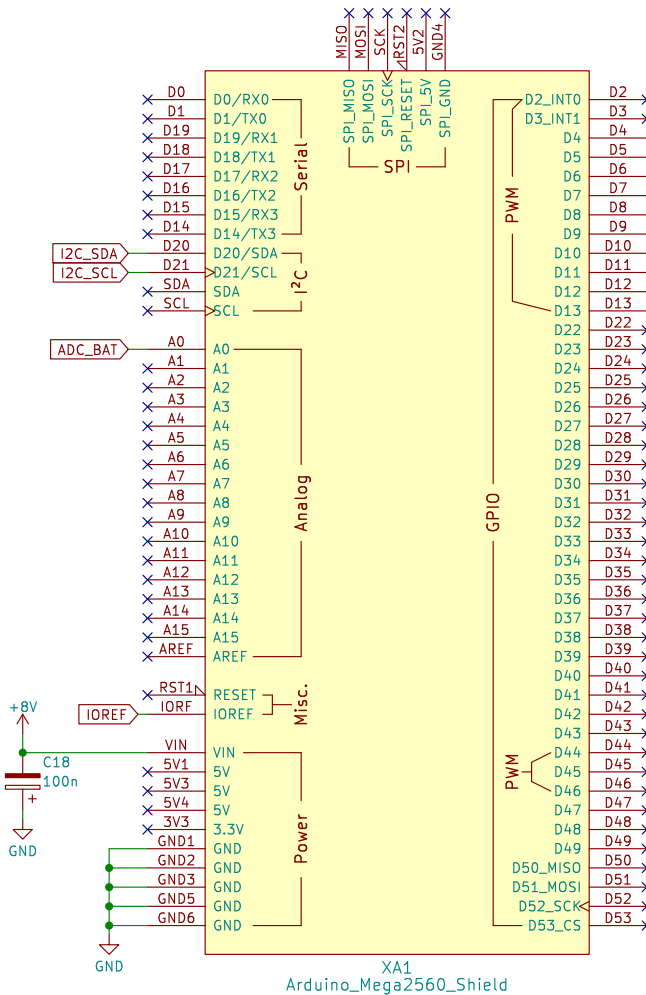 MISO MOSI SCK RST2 5V2 GND4
SPI_MISO SPI_MOSI SPI_SCK SPI_RESET SPI_5V SPI_GND
SPI
D0 D0/RX0 D2_INT0 D2
D1 D1/TX0 D3_INT1 D3
D19 D19/RX1 D4 D4
D18 D18/TX1 D5 D5
Serial
D17 D17/RX2 D6 D6
D16 D16/TX2 D7 D7
PWM
D15 D15/RX3 D8 D8
D14 D14/TX3 D9 D9
I2C_SDA D20 D20/SDA D10 D10
I2C_SCL D21 D21/SCL D11 D11
I²C
SDA SDA D12 D12
SCL SCL D13 D13
D22 D22
ADC_BAT A0 A0 D23 D23
A1 A1 D24 D24
A2 A2 D25 D25
A3 A3 D26 D26
A4 A4 D27 D27
A5 A5 D28 D28
A6 A6 D29 D29
A7 A7 D30 D30
A8 A8 D31 D31
Analog GPIO
A9 A9 D32 D32
A10 A10 D33 D33
A11 A11 D34 D34
A12 A12 D35 D35
A13 A13 D36 D36
A14 A14 D37 D37
A15 A15 D38 D38
AREF AREF D39 D39
D40 D40
RST1 RESET D41 D41
Misc.
+8V IOREF IORF IOREF D42 D42
D43 D43
VIN VIN D44 D44
C18 5V1 5V PWM D45 D45
100n 5V3 5V D46 D46
+ 5V4 5V D47 D47
3V3 3.3V D48 D48
GND GND1 GND Power D49 D49
GND2 GND D50_MISO D50
GND3 GND D51_MOSI D51
GND5 GND D52_SCK D52
GND6 GND D53_CS D53
GND
XA1
Arduino_Mega2560_Shield